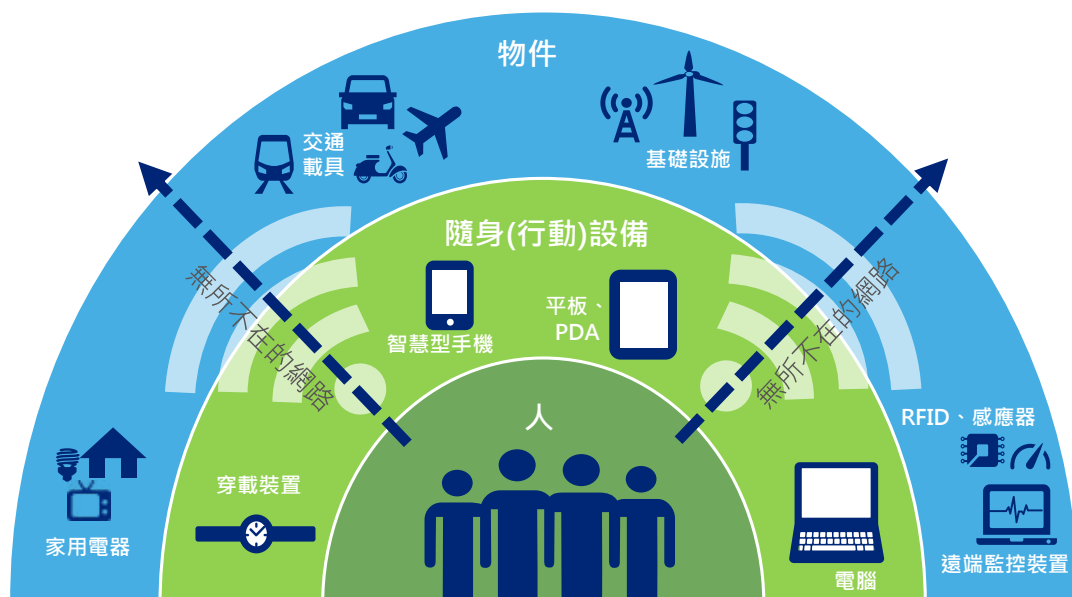 物件
交通
載具
基礎設施
隨身(行動)設備
無所不在的網路
無所不在的網路
智慧型手機
平板、
PDA
人
RFID、感應器
穿載裝置
家用電器
電腦
遠端監控裝置